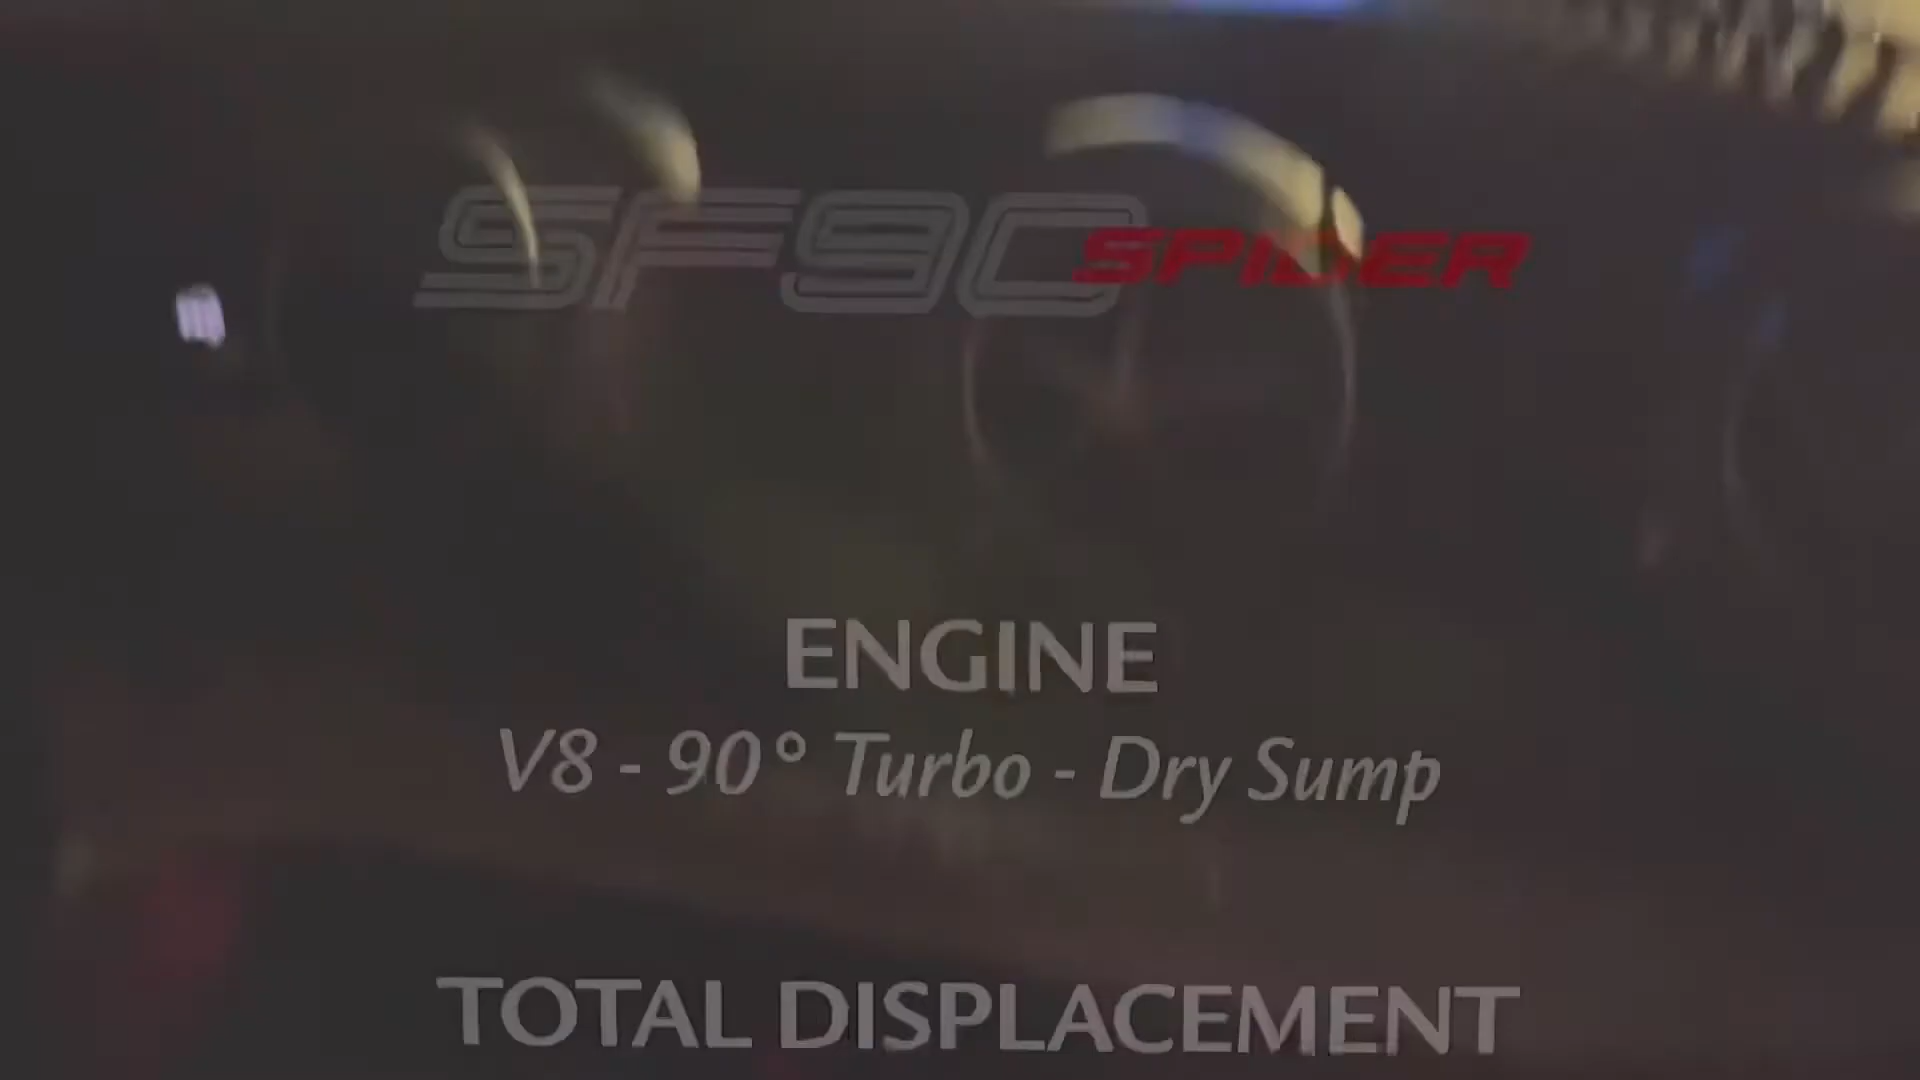 SF90 SPIDER
ENGINE
V8 - 90° Turbo - Dry Sump
TOTAL DISPLACEMENT